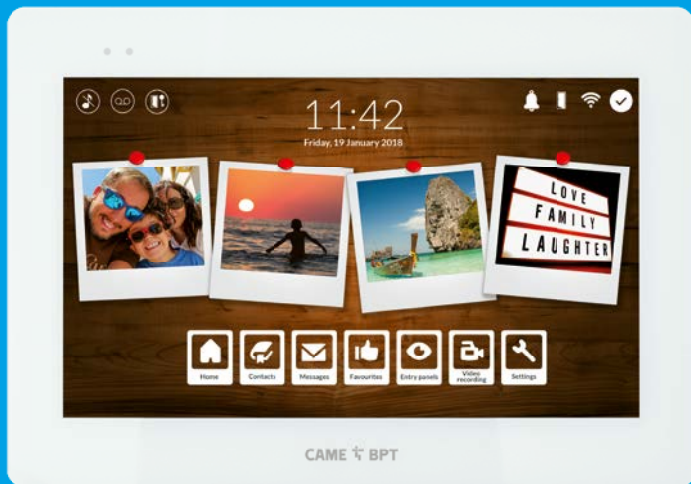 11:42
Friday, 19 January 2018
LOVE
FAMILY
LAUGHTER
Home
Contacts
Messages
Favourites
Entry panels
Video
recording
Settings
CAME BPT